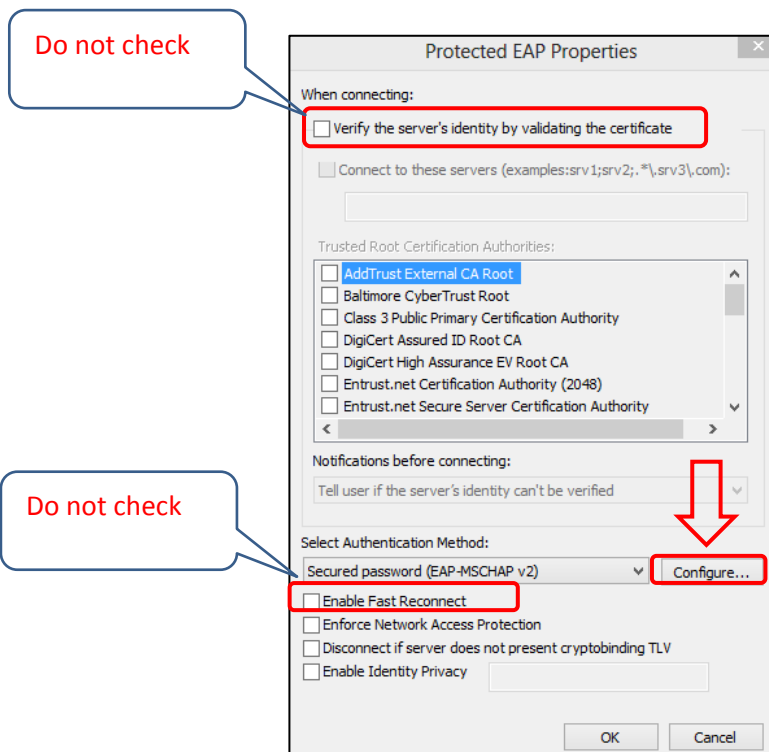 Do not check
Protected EAP Properties
When connecting:
Verify the server's identity by validating the certificate
Connect to these servers (examples:srv1;srv2;.*\.srv3\.com):
Trusted Root Certification Authorities:
AddTrust External CA Root
Baltimore CyberTrust Root
Class 3 Public Primary Certification Authority
DigiCert Assured ID Root CA
DigiCert High Assurance EV Root CA
Entrust.net Certification Authority (2048)
Entrust.net Secure Server Certification Authority
Notifications before connecting:
Tell user if the server's identity can't be verified
Do not check
Select Authentication Method:
Secured password (EAP-MSCHAP v2) Configure...
Enable Fast Reconnect
Enforce Network Access Protection
Disconnect if server does not present cryptobinding TLV
Enable Identity Privacy
OK Cancel